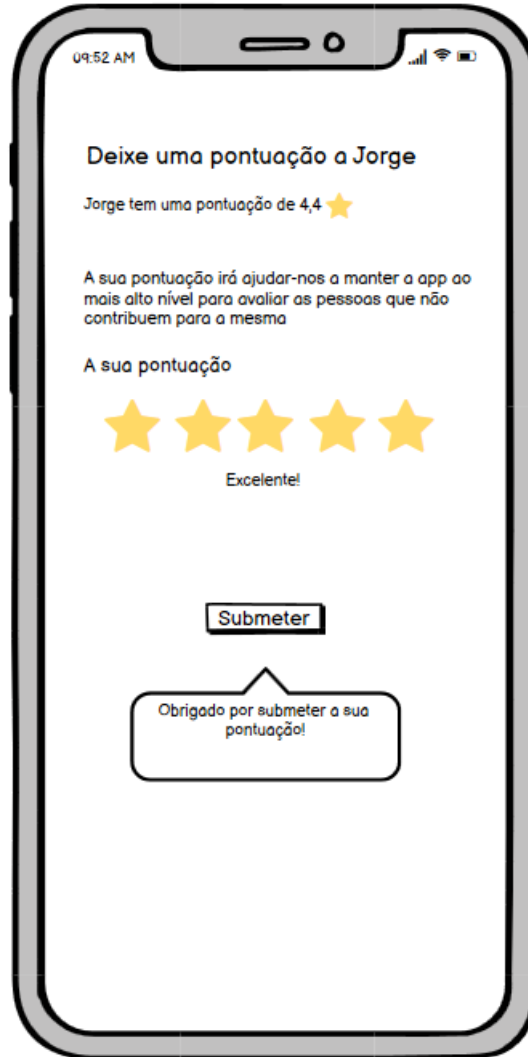 09:52 AM
Deixe uma pontuação a Jorge
Jorge tem uma pontuação de 4,4
A sua pontuação irá ajudar-nos a manter a app ao
mais alto nível para avaliar as pessoas que não
contribuem para a mesma
A sua pontuação
Excelente!
Submeter
Obrigado por submeter a sua
pontuação!